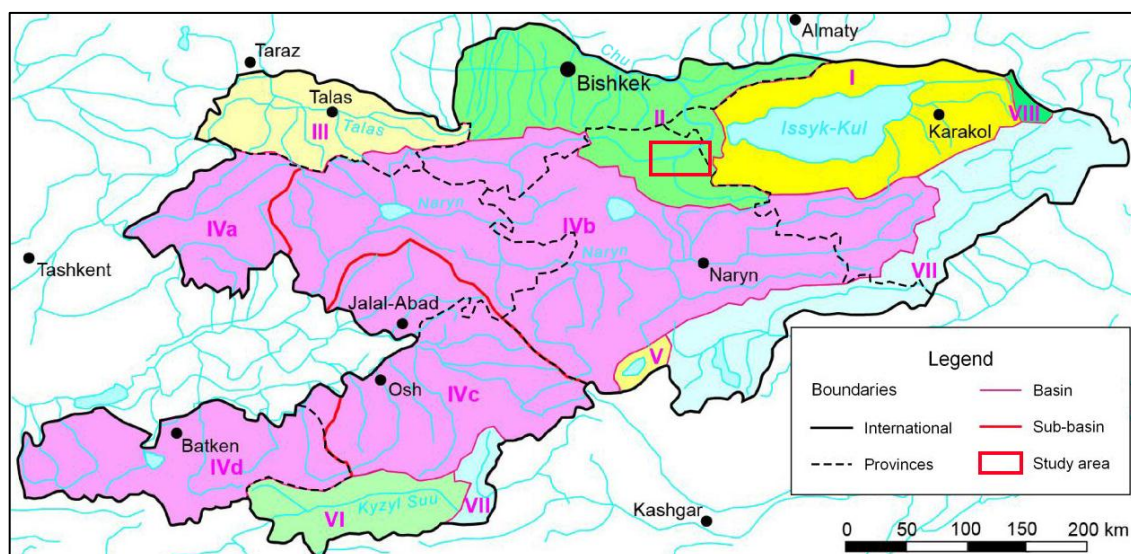 Almaty
Taraz
Chu
Bishkek
I
Talas
II
Issyk-Kul
VIII
III
Talas
Karakol
Naryn
IVa
IVb
Naryn
Tashkent
Naryn
VII
Jalal-Abad
V
Legend
Osh
IVc
Boundaries
Basin
International
Sub-basin
Batken
Provinces
Study area
IVd
Kyzyl Suu
VII
VI
Kashgar
0 50 100 150 200 km